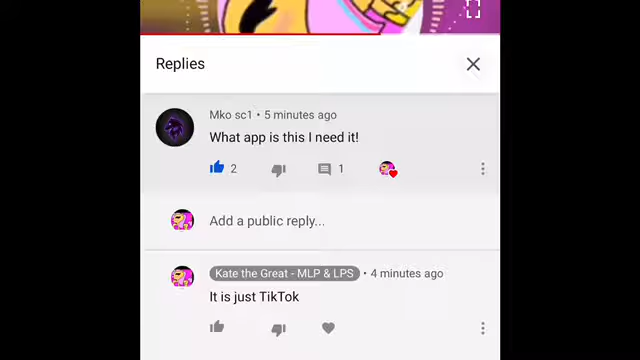 Replies
Mko sc1 • 5 minutes ago
What app is this I need it!
2 1
Add a public reply...
Kate the Great - MLP & LPS • 4 minutes ago
It is just TikTok